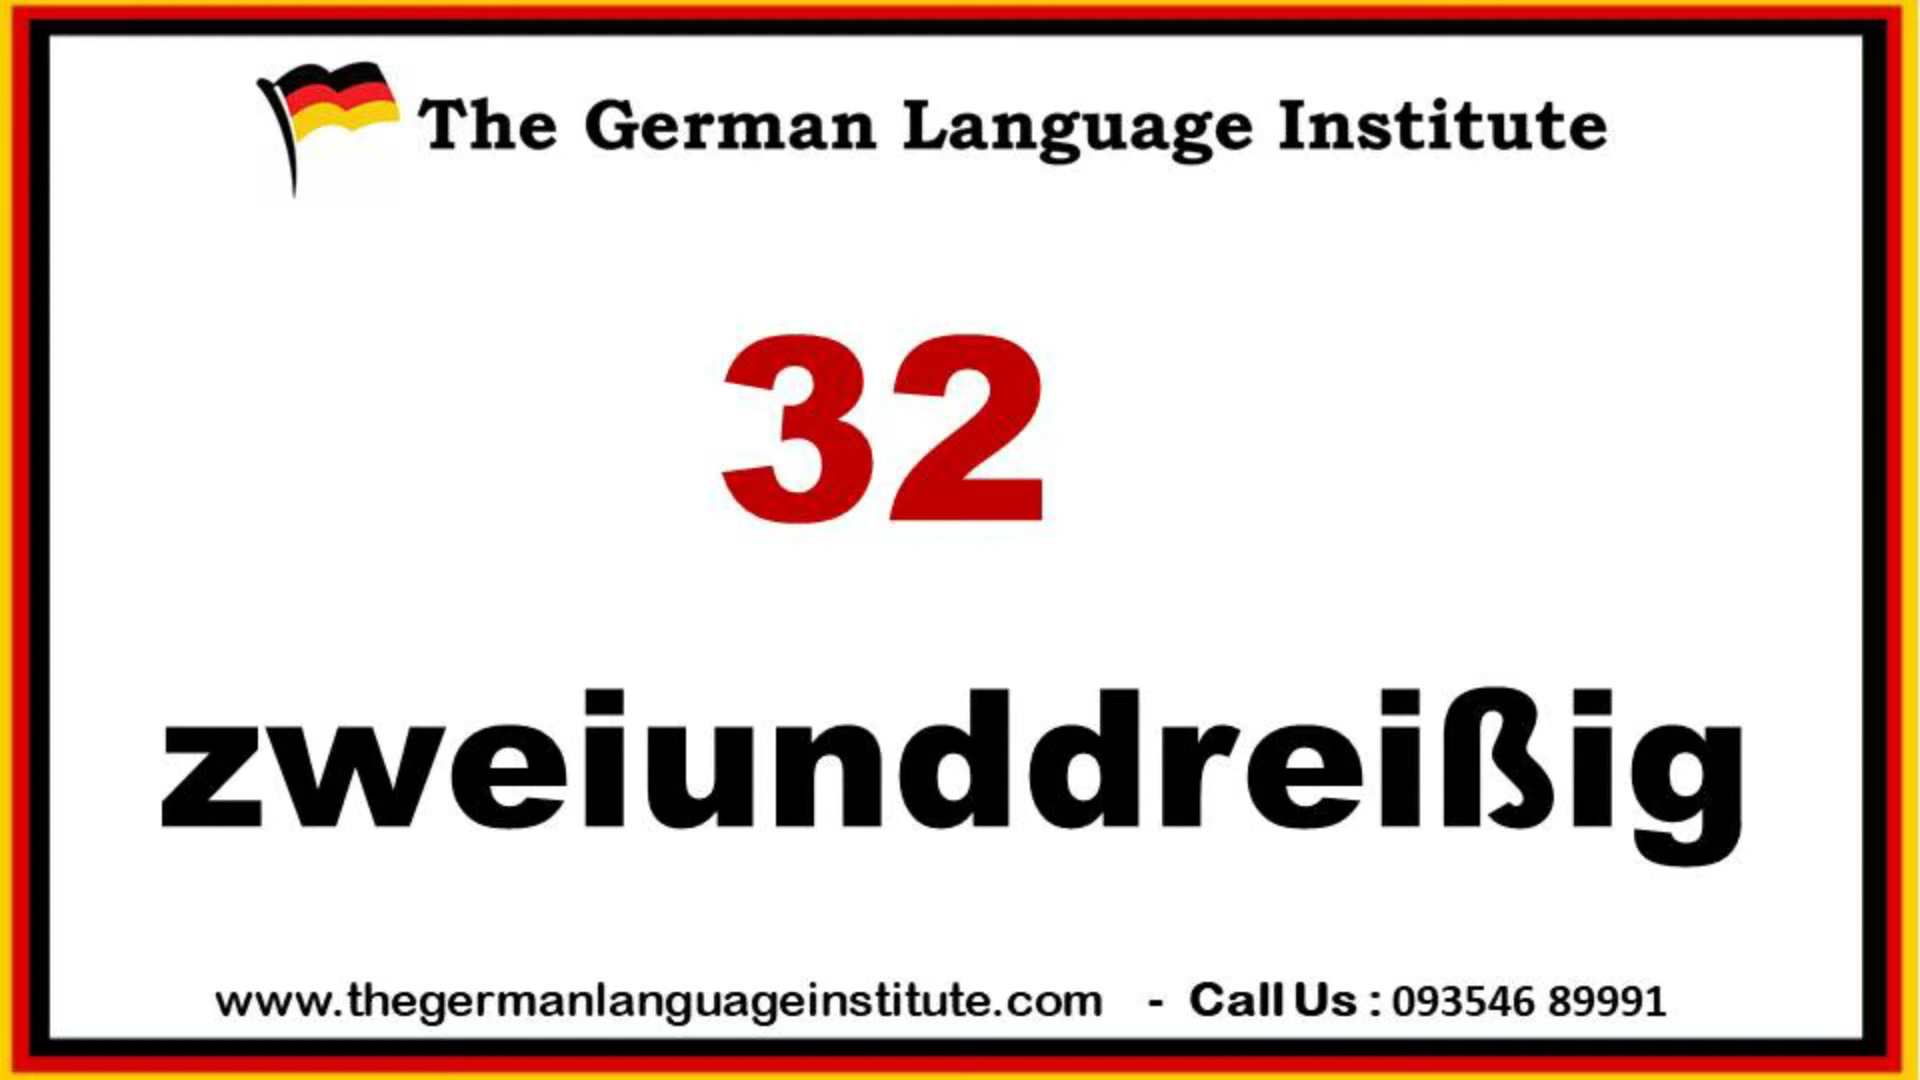 The German Language Institute
32
zweiunddreißig
www.thegermanlanguageinstitute.com - Call Us : 093546 89991